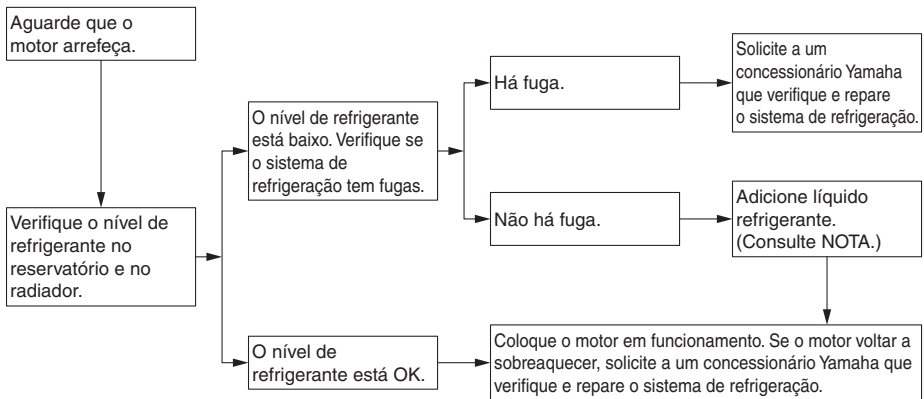 Aguarde que o
motor arrefeça.
Verifique o nível de
refrigerante no
reservatório e no
radiador.
O nível de refrigerante
está baixo. Verifique se
o sistema de
refrigeração tem fugas.
Há fuga.
Solicite a um
concessionário Yamaha
que verifique e repare
o sistema de refrigeração.
Não há fuga.
Adicione líquido
refrigerante.
(Consulte NOTA.)
O nível de
refrigerante está OK.
Coloque o motor em funcionamento. Se o motor voltar a
sobreaquecer, solicite a um concessionário Yamaha que
verifique e repare o sistema de refrigeração.